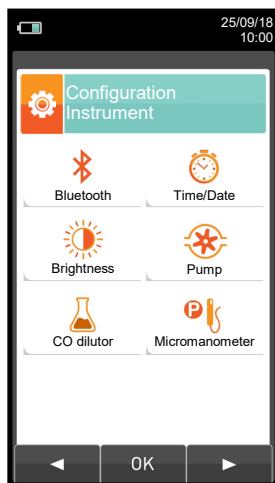 25/09/18
10:00
Configuration
Instrument
Bluetooth Time/Date
Brightness Pump
P
CO dilutor Micromanometer
◄ OK ►